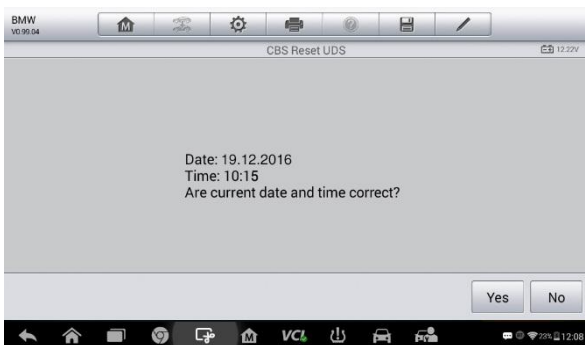 BMW
V0.99.04
CBS Reset UDS
12.22V
Date: 19.12.2016
Time: 10:15
Are current date and time correct?
Yes
No
VCI
23% 12:08